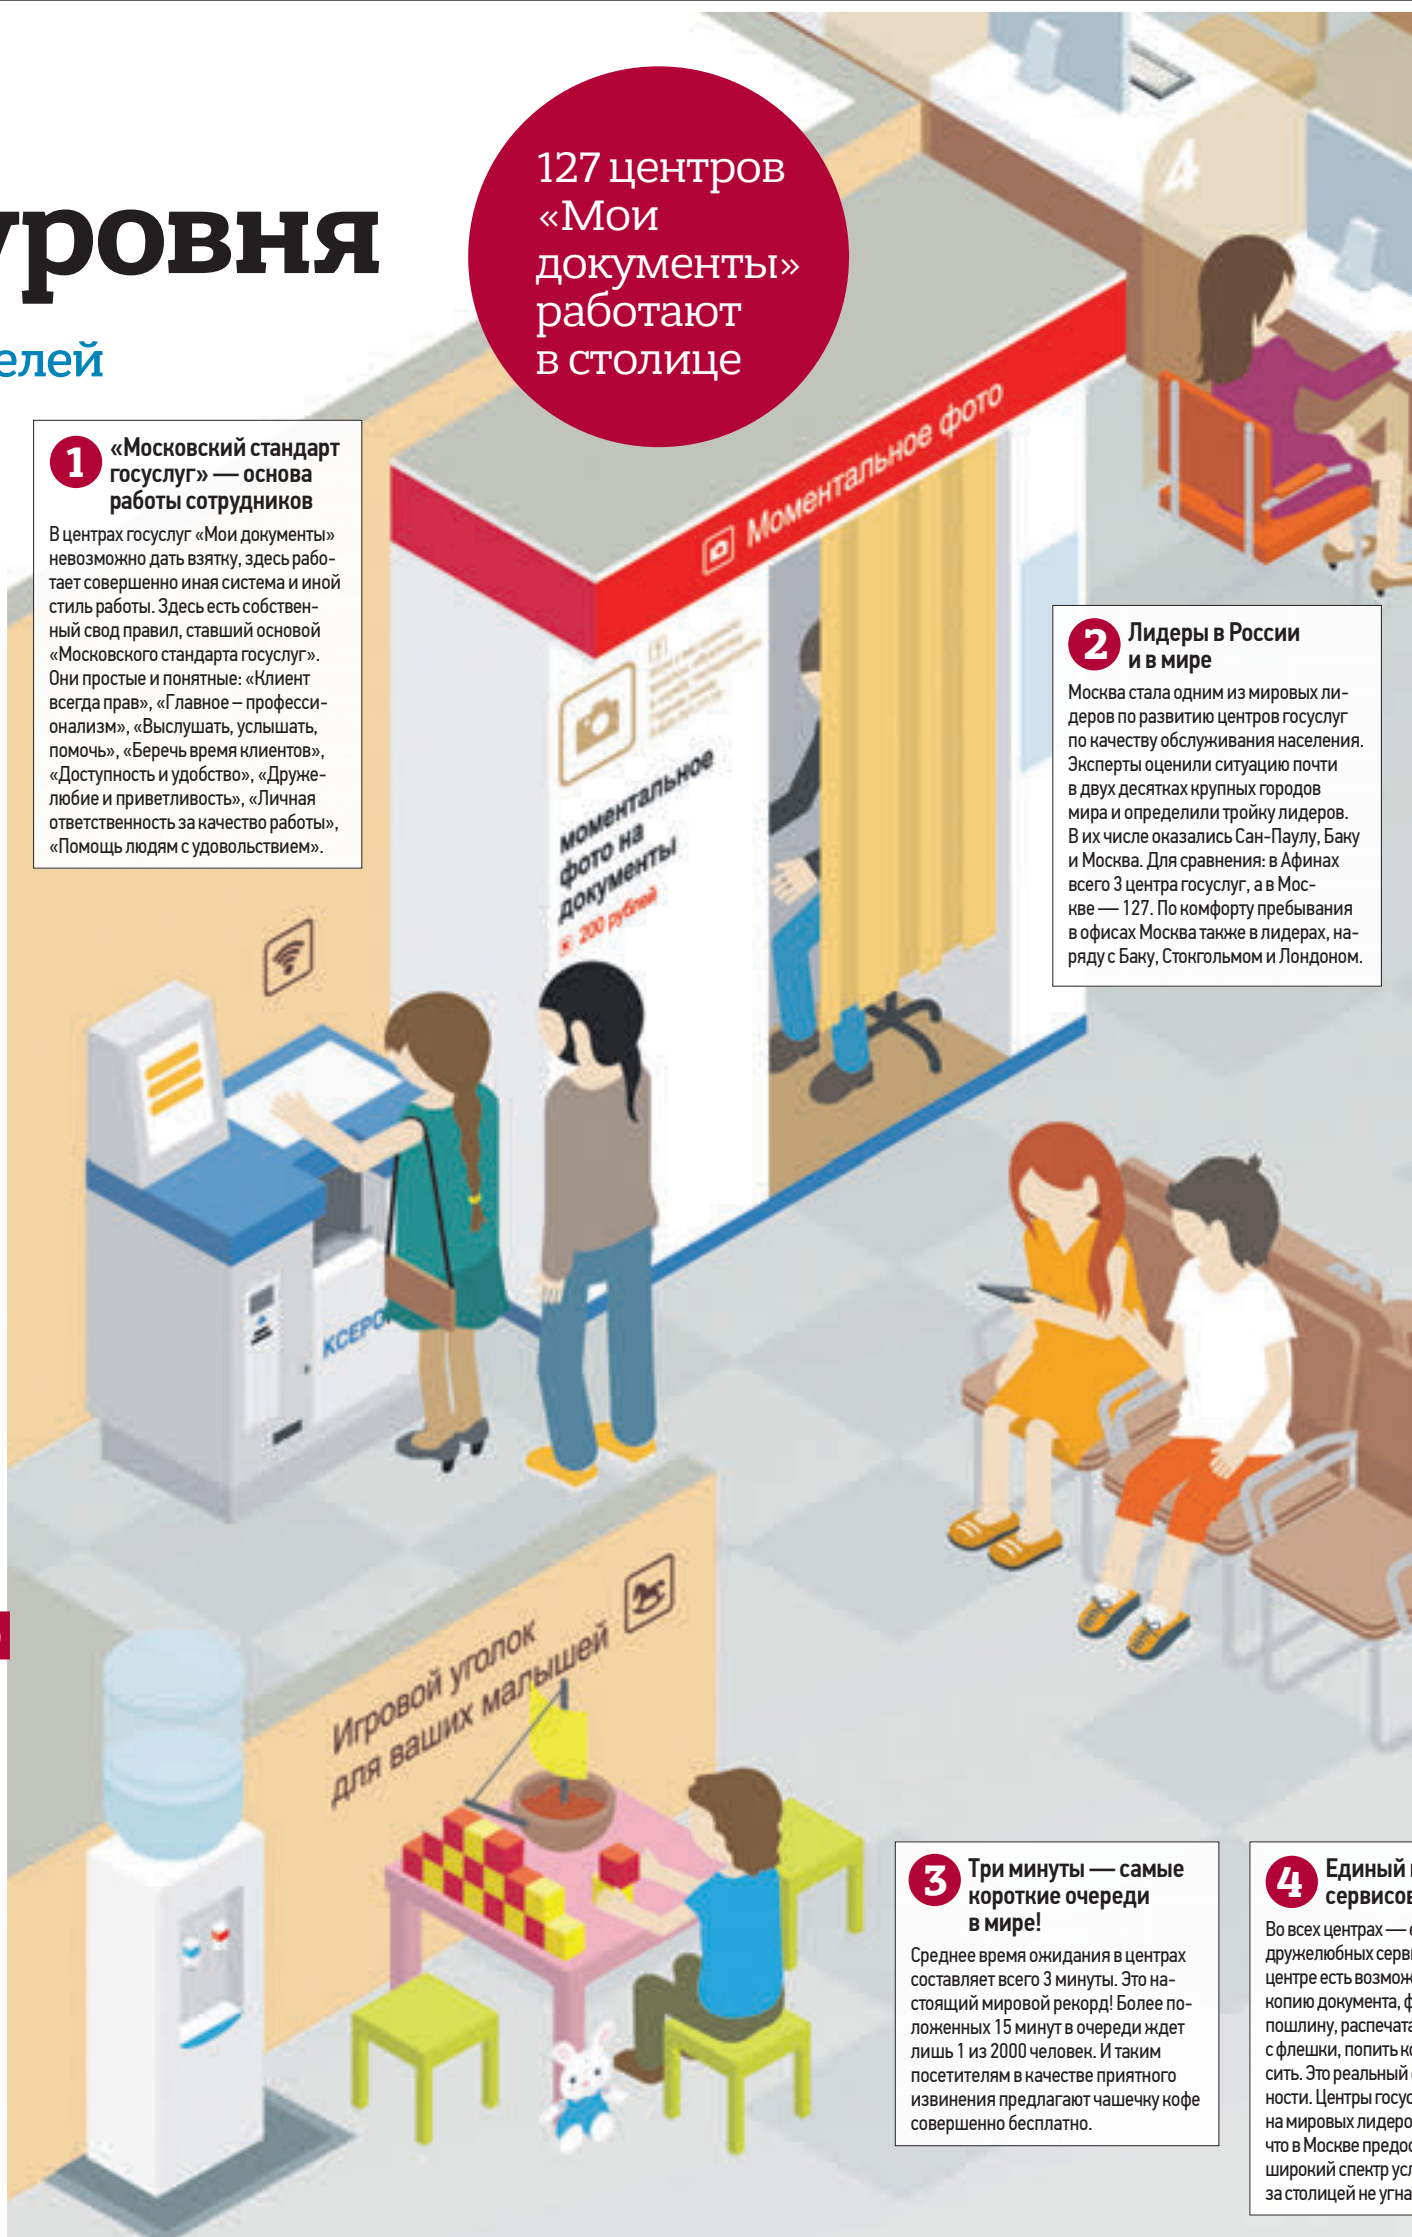 уровня
елей
127 центров
«Мои
документы»
работают
в столице
1
«Московский стандарт
госуслуг» — основа
работы сотрудников
В центрах госуслуг «Мои документы»
невозможно дать взятку, здесь рабо-
тает совершенно иная система и иной
стиль работы. Здесь есть собствен-
ный свод правил, ставший основой
«Московского стандарта госуслуг».
Они простые и понятные: «Клиент
всегда прав», «Главное – професси-
онализм», «Выслушать, услышать,
помочь», «Беречь время клиентов»,
«Доступность и удобство», «Друже-
любие и приветливость», «Личная
ответственность за качество работы»,
«Помощь людям с удовольствием».
4
Моментальное фото
моментальное
фото на
документы
200 рублей
2
Лидеры в России
и в мире
Москва стала одним из мировых ли-
деров по развитию центров госуслуг
по качеству обслуживания населения.
Эксперты оценили ситуацию почти
в двух десятках крупных городов
мира и определили тройку лидеров.
В их числе оказались Сан-Паулу, Баку
и Москва. Для сравнения: в Афинах
всего 3 центра госуслуг, а в Мос-
кве — 127. По комфорту пребывания
в офисах Москва также в лидерах, на-
ряду с Баку, Стокгольмом и Лондоном.
КСЕРО
Игровой уголок
для ваших малышей
3
Три минуты — самые
короткие очереди
в мире!
Среднее время ожидания в центрах
составляет всего 3 минуты. Это на-
стоящий мировой рекорд! Более по-
ложенных 15 минут в очереди ждет
лишь 1 из 2000 человек. И таким
посетителям в качестве приятного
извинения предлагают чашечку кофе
совершенно бесплатно.
4
Единый
сервисов
Во всех центрах —
дружелюбных серв
центре есть возмож
копию документа, ф
пошлину, распечата
с флешки, попить ко
сить. Это реальный
ности. Центры госус
на мировых лидеро
что в Москве предос
широкий спектр усл
за столицей не угна